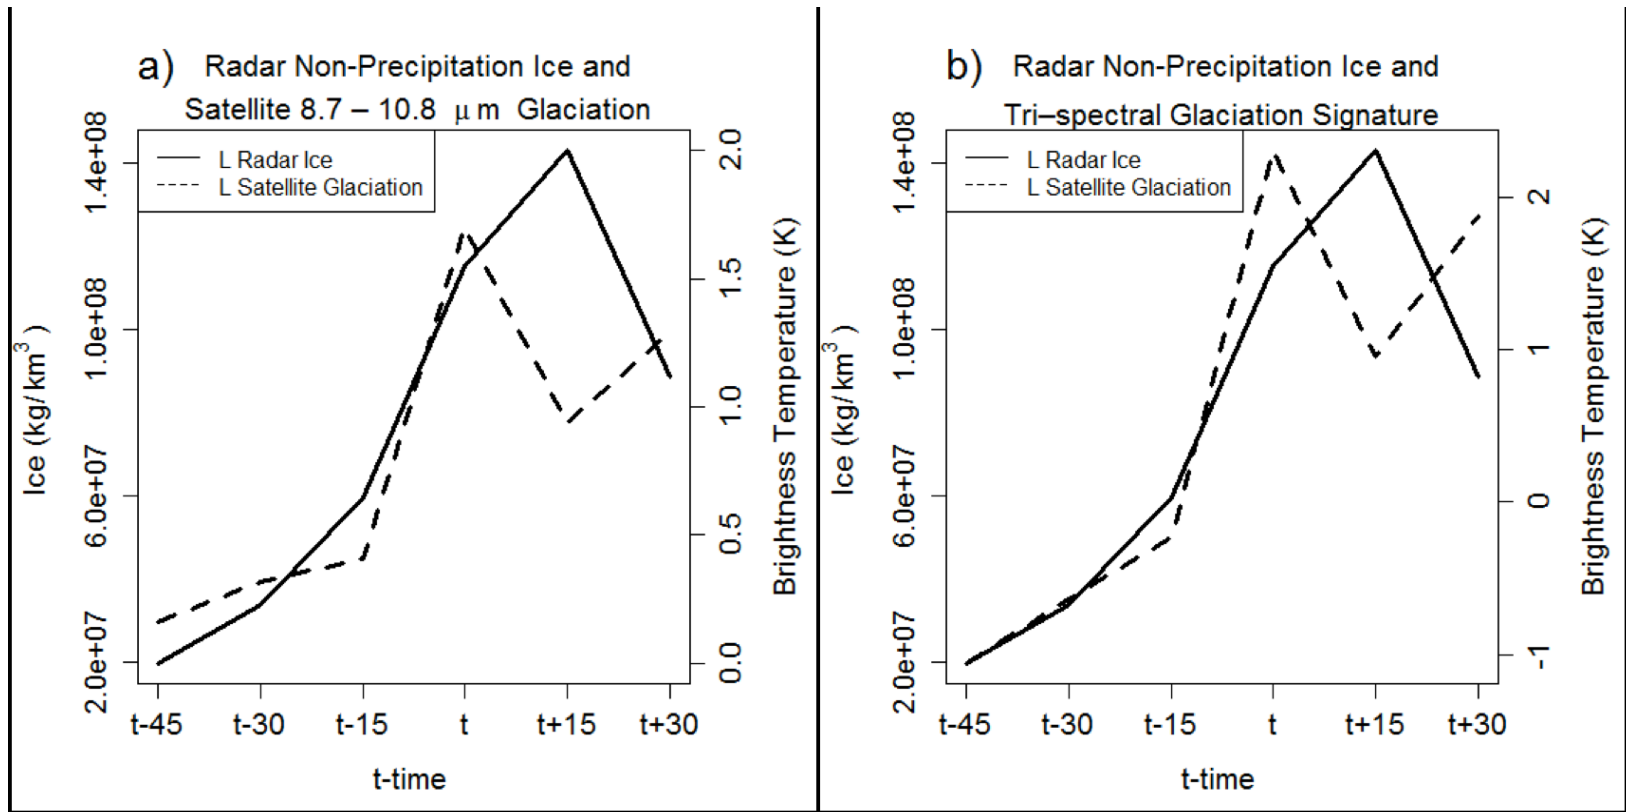 a) Radar Non-Precipitation Ice and
Satellite 8.7 – 10.8 μm Glaciation
L Radar Ice
L Satellite Glaciation
Ice (kg/km³)
1.4e+08
1.0e+08
6.0e+07
2.0e+07
2.0
1.5
1.0
0.5
0.0
Brightness Temperature (K)
t-45 t-30 t-15 t t+15 t+30
t-time
b) Radar Non-Precipitation Ice and
Tri–spectral Glaciation Signature
L Radar Ice
L Satellite Glaciation
Ice (kg/km³)
1.4e+08
1.0e+08
6.0e+07
2.0e+07
2
1
0
-1
Brightness Temperature (K)
t-45 t-30 t-15 t t+15 t+30
t-time